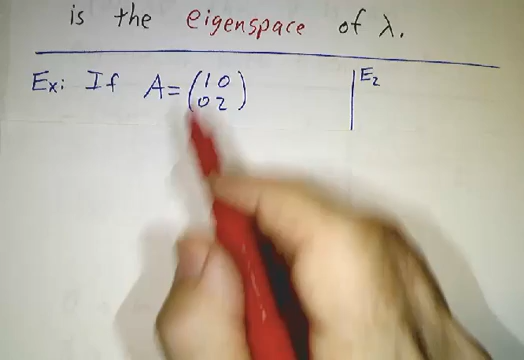 is the eigenspace of λ.
Ex: If A = (1 0
0 2) | E₂